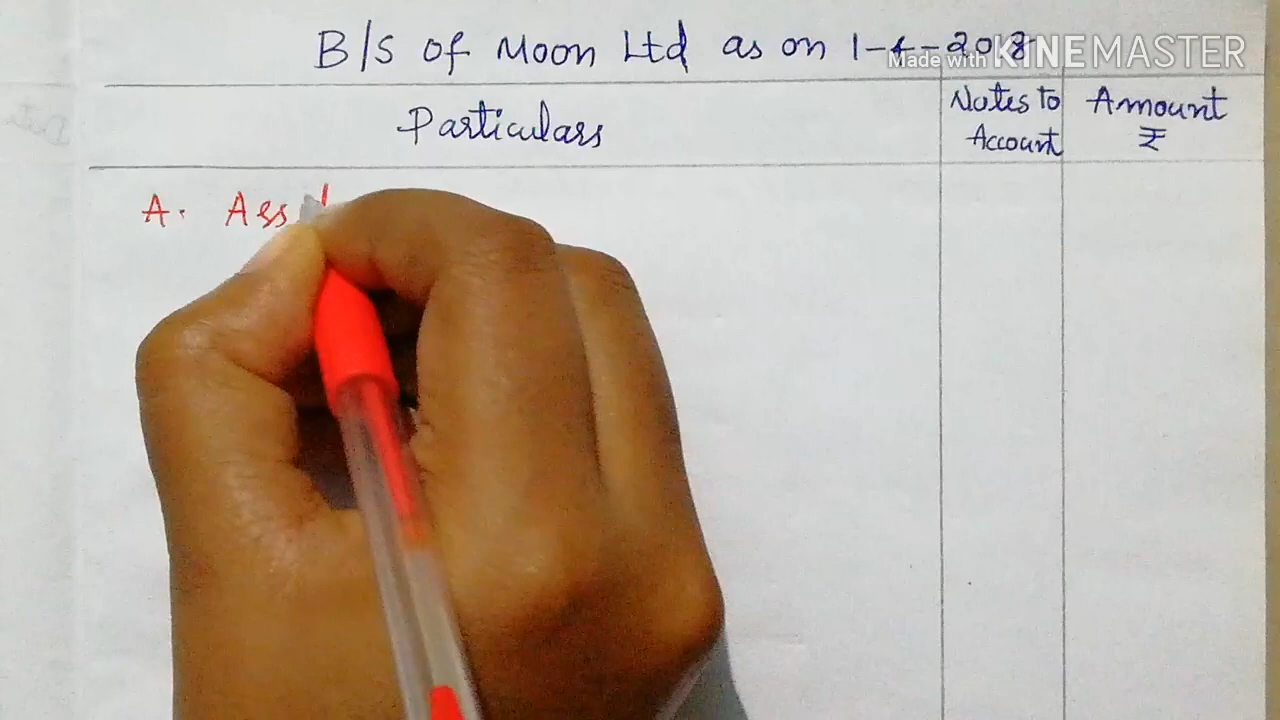 B/S of Moon Ltd as on 1-4-2018
Made with KINEMASTER
Particulars
Notes to Account
Amount ₹
A. Ass